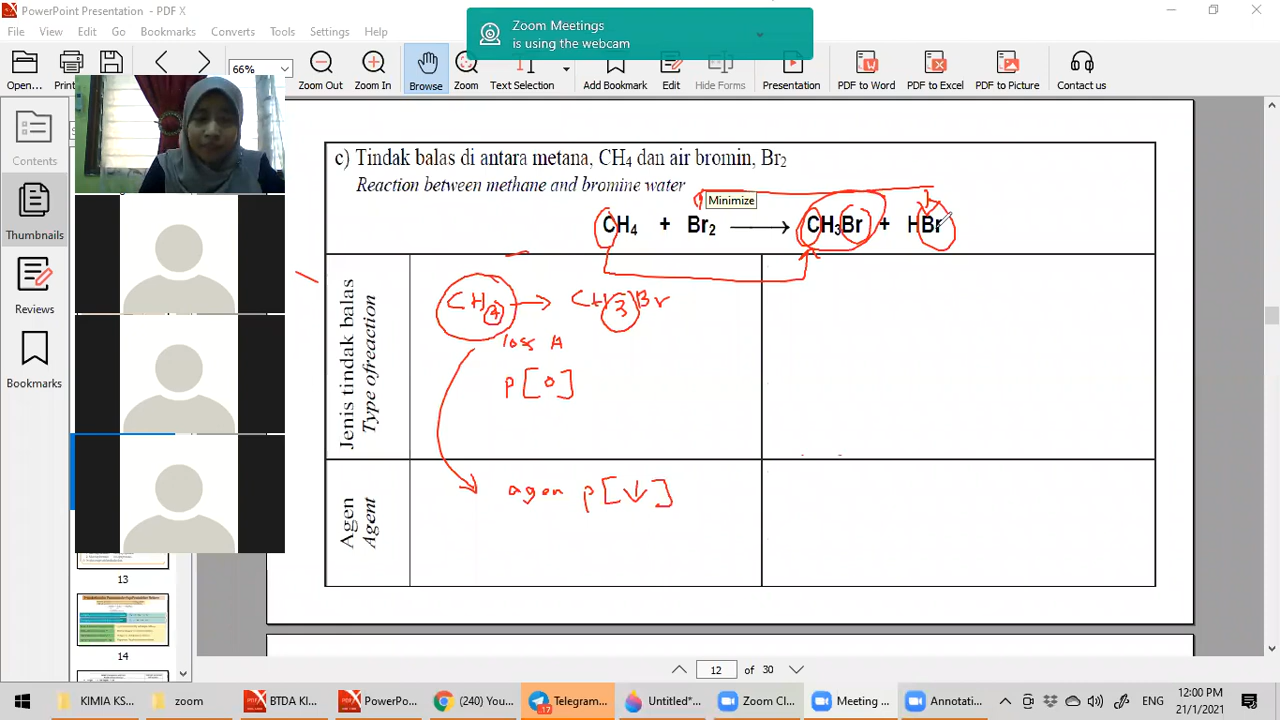 PowerPoint Presentation - PDF X
Zoom Meetings
is using the webcam
File View Edit Go Bookmarks Converts Tools Settings Help
66%
Open... Print Zoom Out Zoom In Browse Zoom Text Selection Add Bookmark Edit Hide Forms Presentation PDF to Word PDF to Excel PDF to Picture Contact us
Contents
Thumbnails
Reviews
Bookmarks
c) Tindak balas di antara metana, CH4 dan air bromin, Br2
Reaction between methane and bromine water
Minimize
CH4 + Br2 → CH3Br + HBr
Jenis tindak balas
Type ofreaction
CH4 → CH3Br
loss H
p[o]
Agen
Agent
agen p[↓]
13
14
12 of 30
KIMIA KS...
zoom
BTDA KI...
PowerPo...
(240) You...
Telegram...
17
Untitled*...
Zoom Cl...
Meeting ...
Annotati...
ENG
12:00 PM
21/1/2021